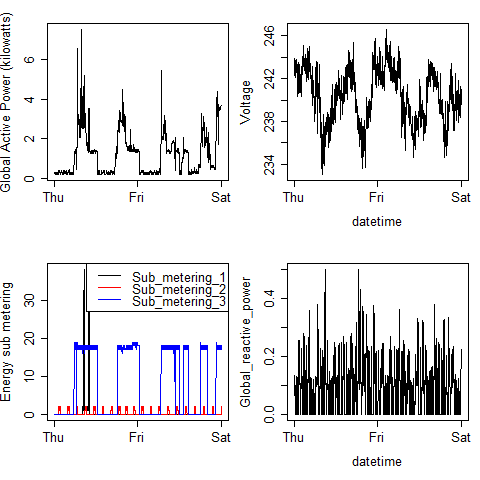 Global Active Power (kilowatts)
0 2 4 6
Thu Fri Sat
Voltage
234 238 242 246
Thu Fri Sat
datetime
Energy sub metering
0 10 20 30
Sub_metering_1
Sub_metering_2
Sub_metering_3
Thu Fri Sat
Global_reactive_power
0.0 0.2 0.4
Thu Fri Sat
datetime